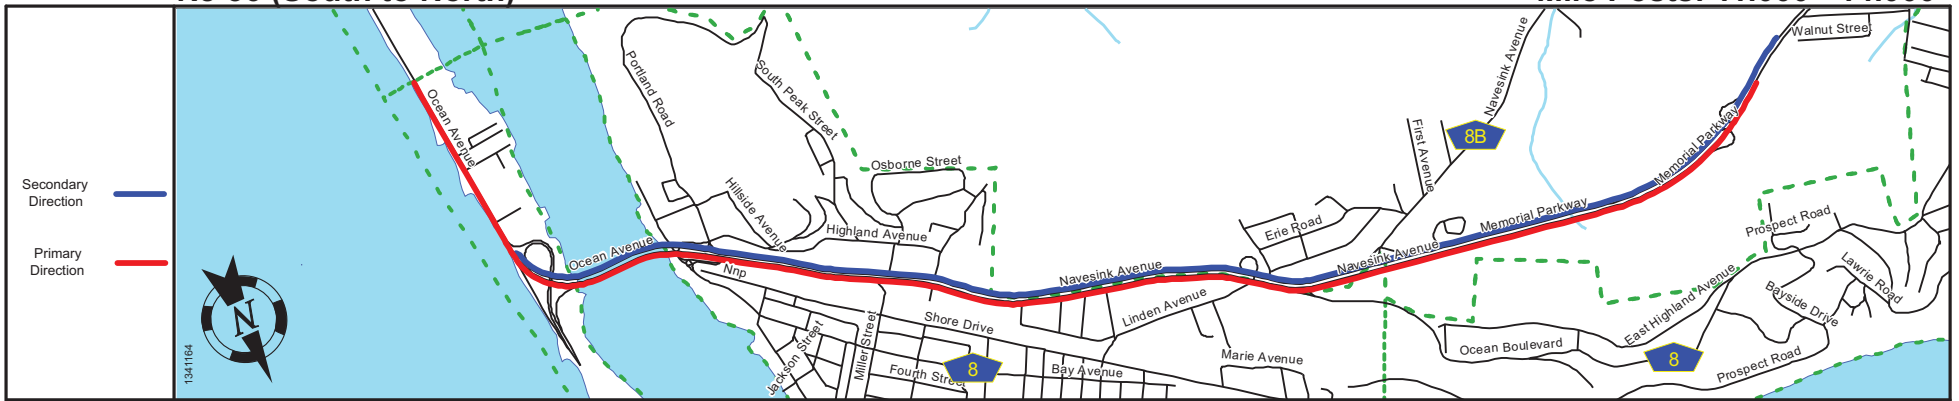 Secondary
Direction
Primary
Direction
N
1341164
Ocean Avenue
Ocean Avenue
Portland Road
South Peak Street
Hillside Avenue
Osborne Street
Highland Avenue
Nnp
Jackson Street
Miller Street
Shore Drive
Fourth Street
8
Bay Avenue
Navesink Avenue
Linden Avenue
Marie Avenue
Erie Road
First Avenue
8B
Navesink Avenue
Navesink Avenue
Memorial Parkway
Memorial Parkway
Walnut Street
Prospect Road
Lawrie Road
Bayside Drive
East Highland Avenue
Ocean Boulevard
8
Prospect Road